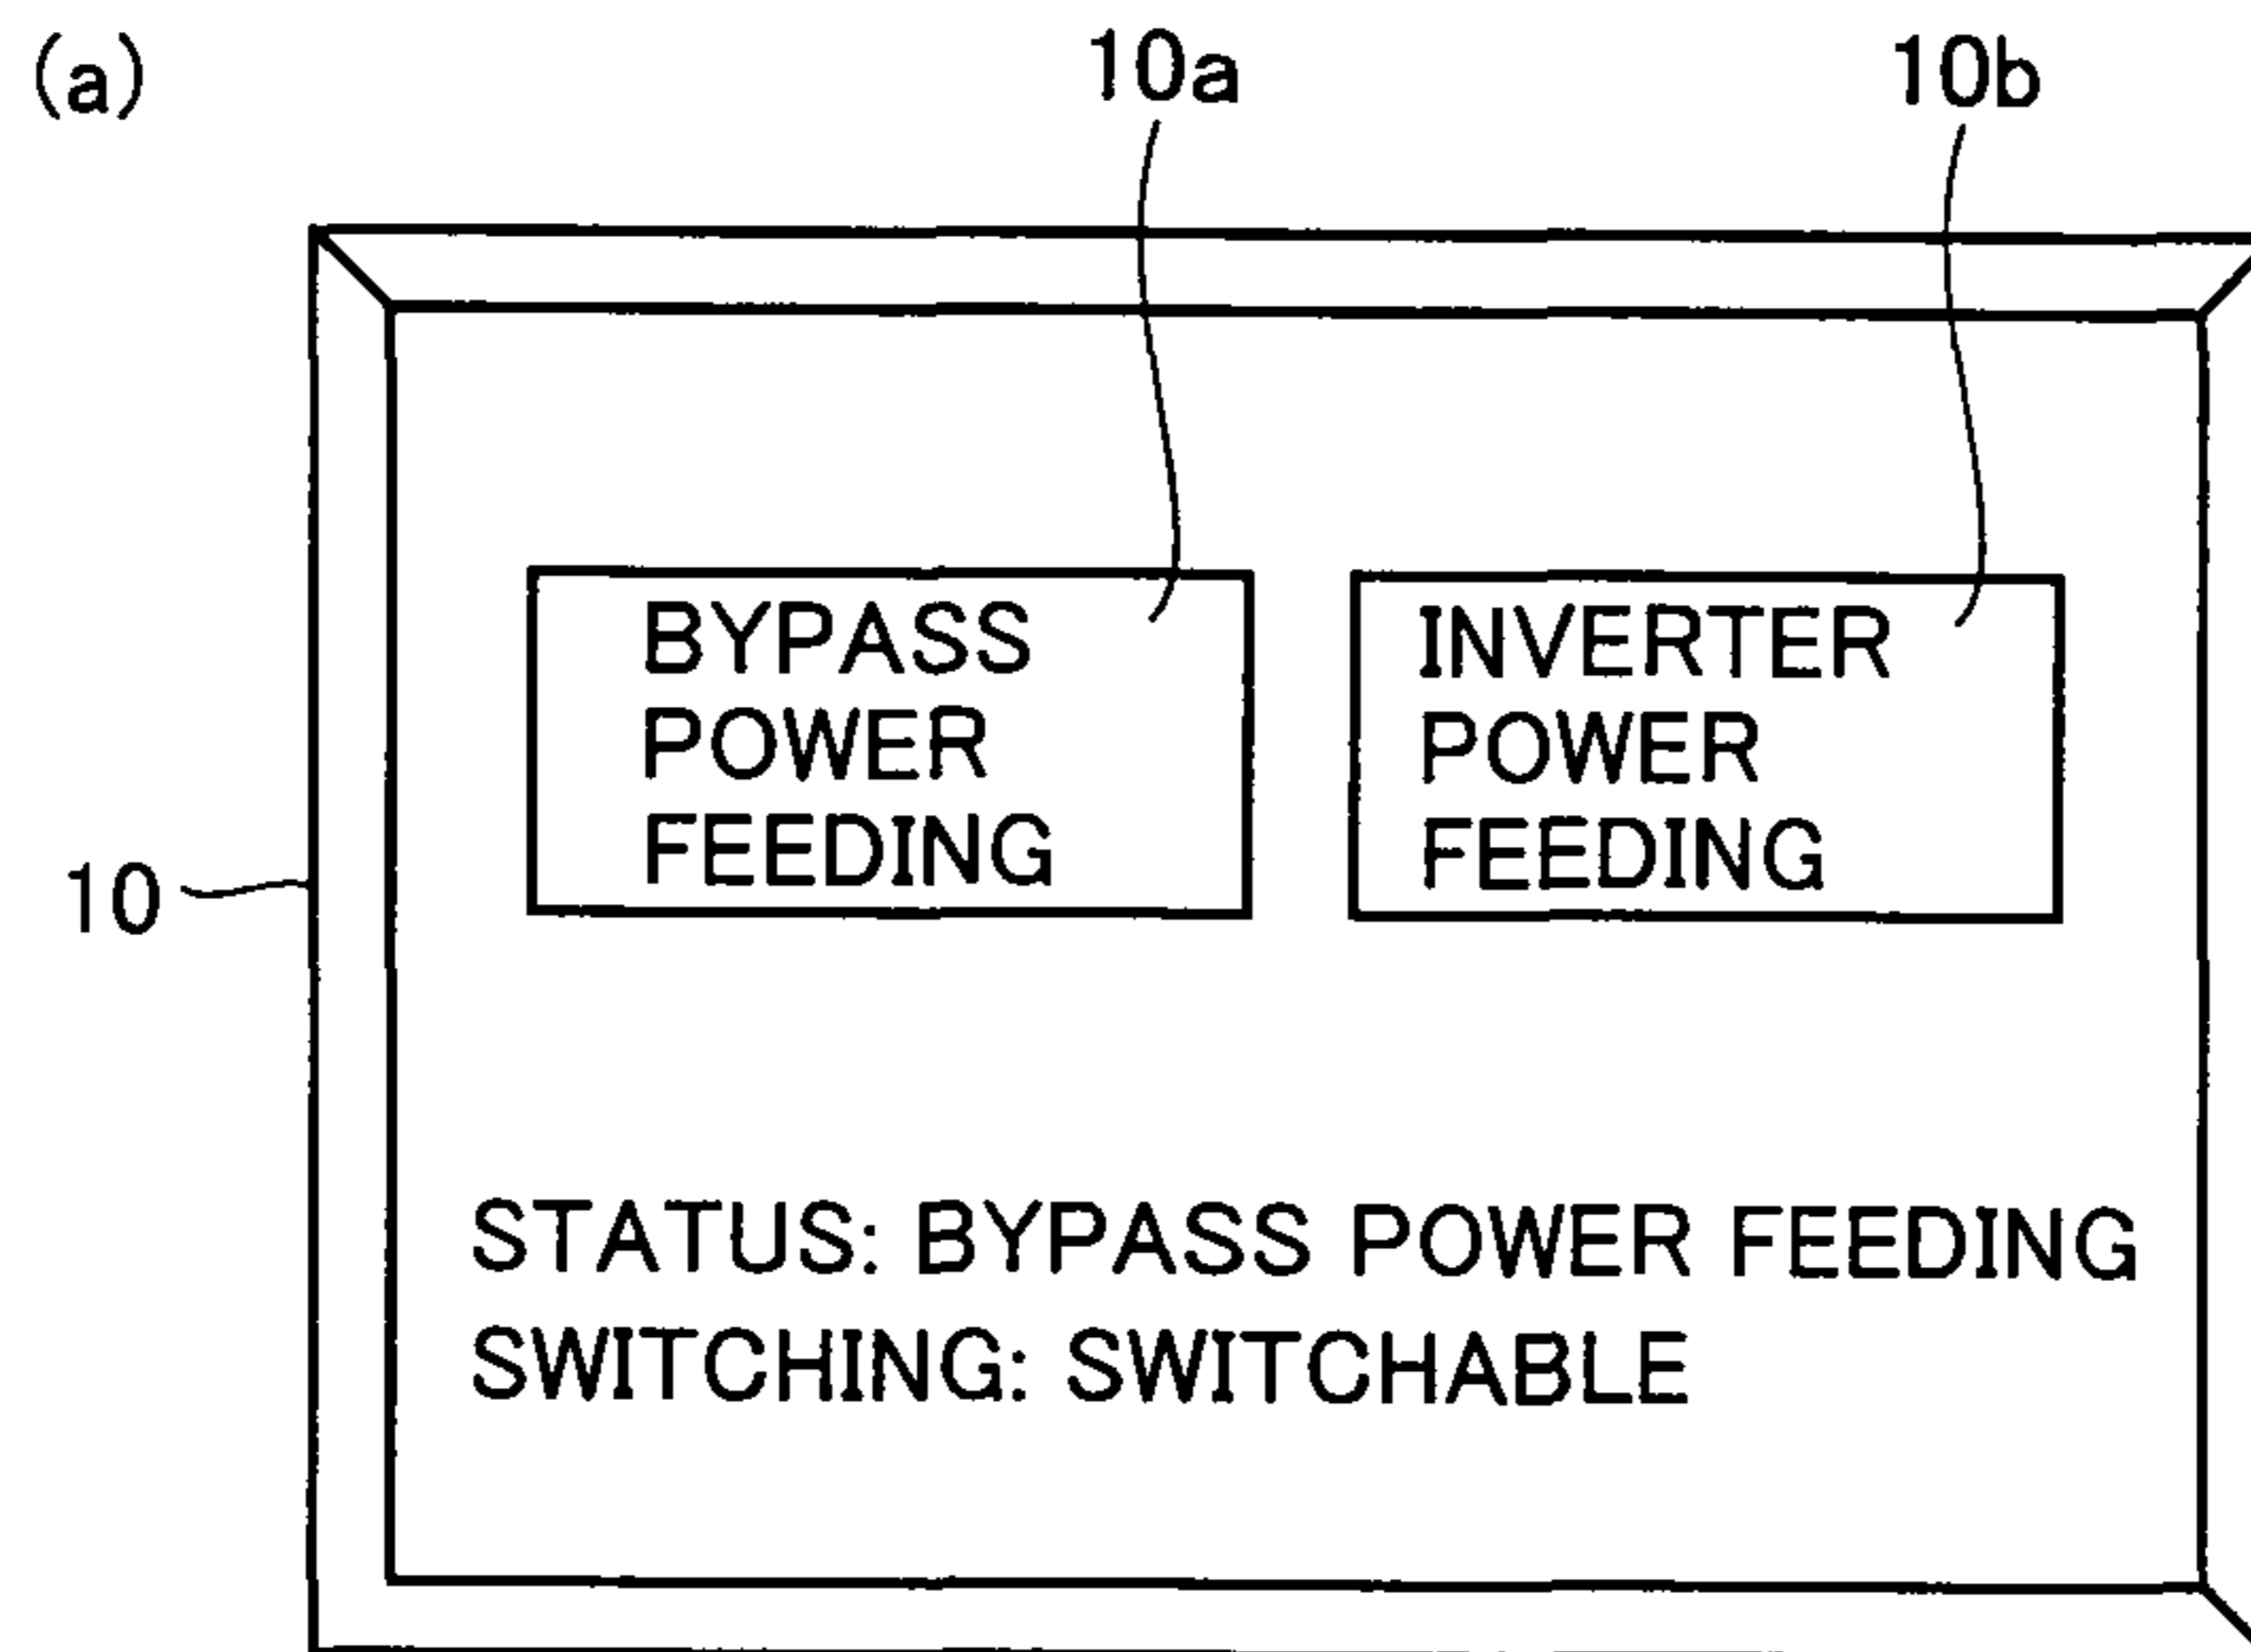 (a)
10a
10b
BYPASS
POWER
FEEDING
INVERTER
POWER
FEEDING
10
STATUS: BYPASS POWER FEEDING
SWITCHING: SWITCHABLE